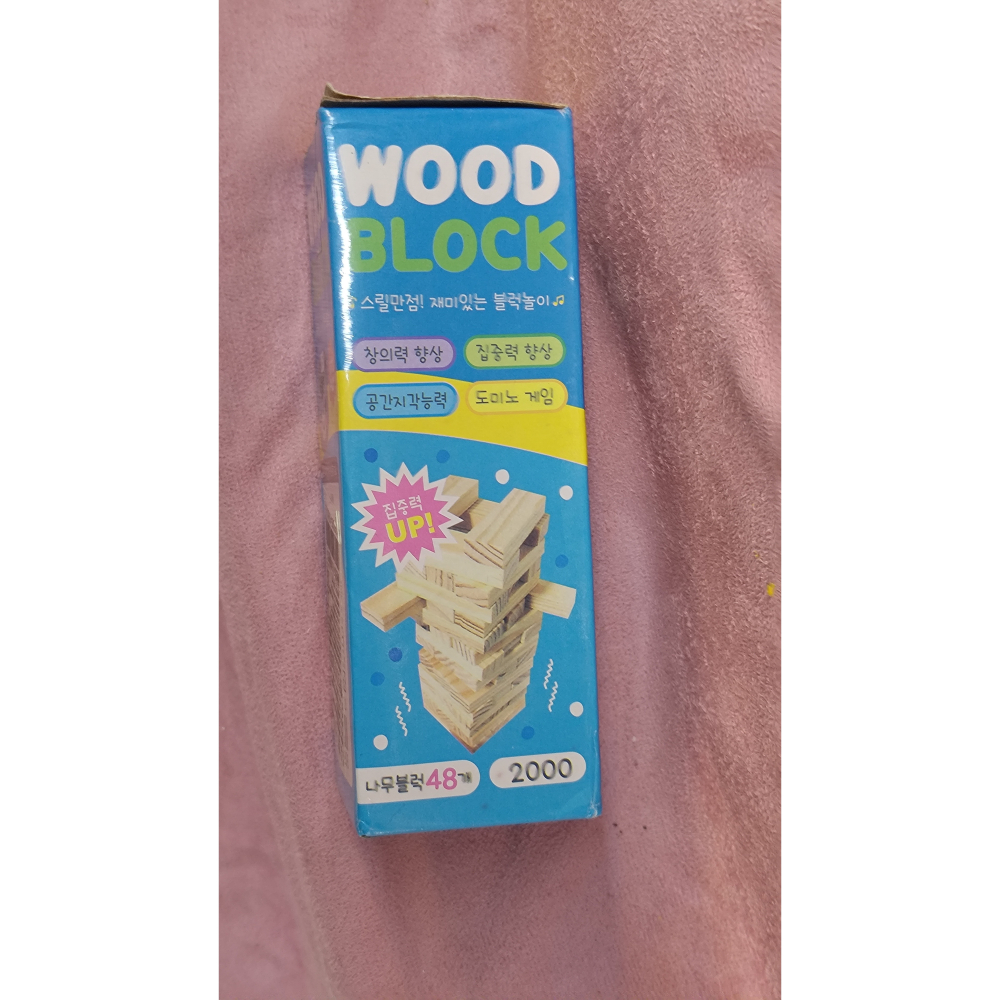 WOOD
BLOCK
♪스릴만점! 재미있는 블럭놀이♫
창의력 향상 집중력 향상
공간지각능력 도미노 게임
집중력
UP!
나무블럭48개 2000